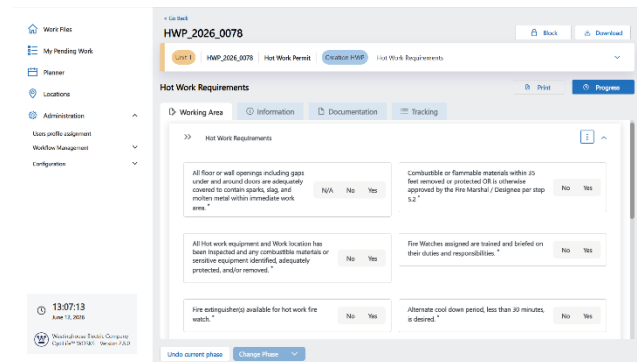 < Go Back
HWP_2026_0078
Block
Download
Work Files
My Pending Work
Planner
Locations
Administration
Users profile assignment
Workflow Management
Configuration
Unit 1
HWP_2026_0078
Hot Work Permit
Creation HWP
Hot Work Requirements
Hot Work Requirements
Print
Progress
Working Area
Information
Documentation
Tracking
Hot Work Requirements
All floor or wall openings including gaps
under and around doors are adequately
covered to contain sparks, slag, and
molten metal within immediate work
area. *
N/A No Yes
Combustible or flammable materials within 35
feet removed or protected OR is otherwise
approved by the Fire Marshal / Designee per step
5.2 *
No Yes
All Hot work equipment and Work location has
been inspected and any combustible materials or
sensitive equipment identified, adequately
protected, and/or removed. *
No Yes
Fire Watches assigned are trained and briefed on
their duties and responsibilities. *
No Yes
Fire extinguisher(s) available for hot work fire
watch. *
No Yes
Alternate cool down period, less than 30 minutes,
is desired. *
No Yes
13:07:13
June 12, 2026
Westinghouse Electric Company
Version
Undo current phase
Change Phase